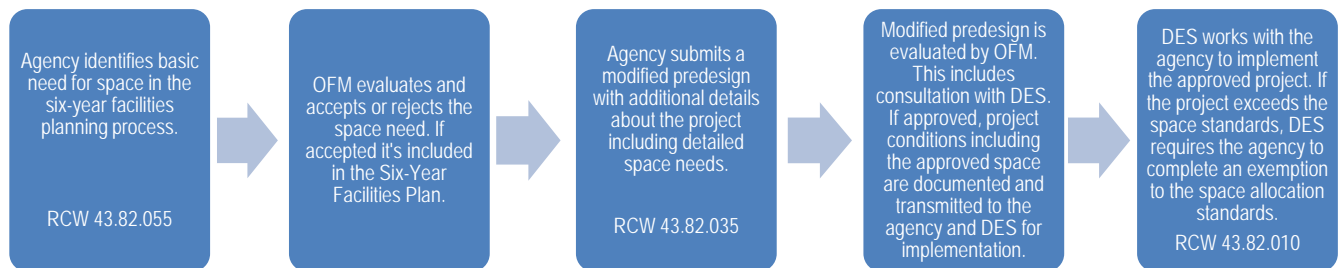 Agency identifies basic
need for space in the
six-year facilities
planning process.
RCW 43.82.055
OFM evaluates and
accepts or rejects the
space need. If
accepted it's included
in the Six-Year
Facilities Plan.
Agency submits a
modified predesign
with additional details
about the project
including detailed
space needs.
RCW 43.82.035
Modified predesign is
evaluated by OFM.
This includes
consultation with DES.
If approved, project
conditions including
the approved space
are documented and
transmitted to the
agency and DES for
implementation.
DES works with the
agency to implement
the approved project. If
the project exceeds the
space standards, DES
requires the agency to
complete an exemption
to the space allocation
standards.
RCW 43.82.010